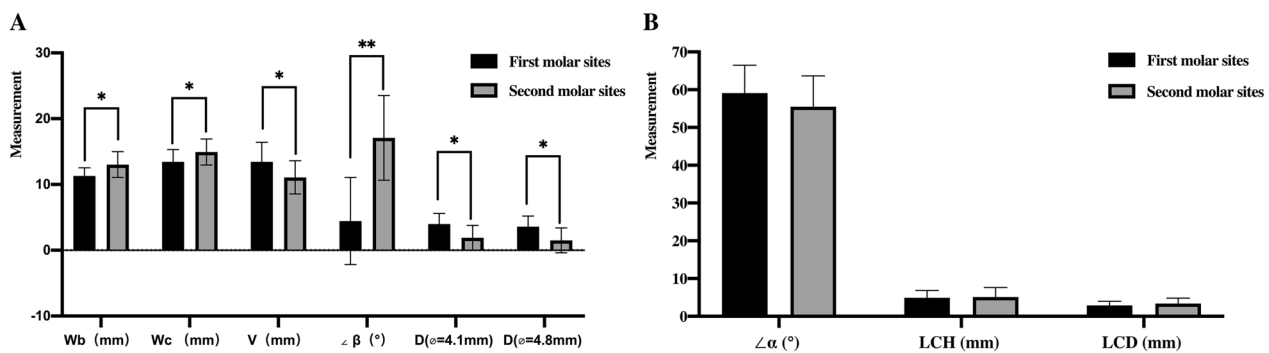 A
Measurement
30
20
10
0
-10
First molar sites
Second molar sites
*
*
*
**
*
*
Wb（mm）
Wc（mm）
V（mm）
∠ β（°）
D(⌀=4.1mm)
D(⌀=4.8mm)
B
Measurement
70
60
50
40
30
20
10
0
First molar sites
Second molar sites
∠α (°)
LCH (mm)
LCD (mm)